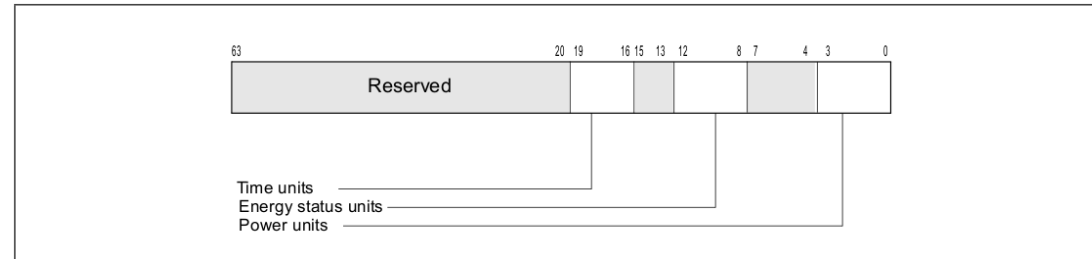 63 20 19 16 15 13 12 8 7 4 3 0
Reserved
Time units
Energy status units
Power units